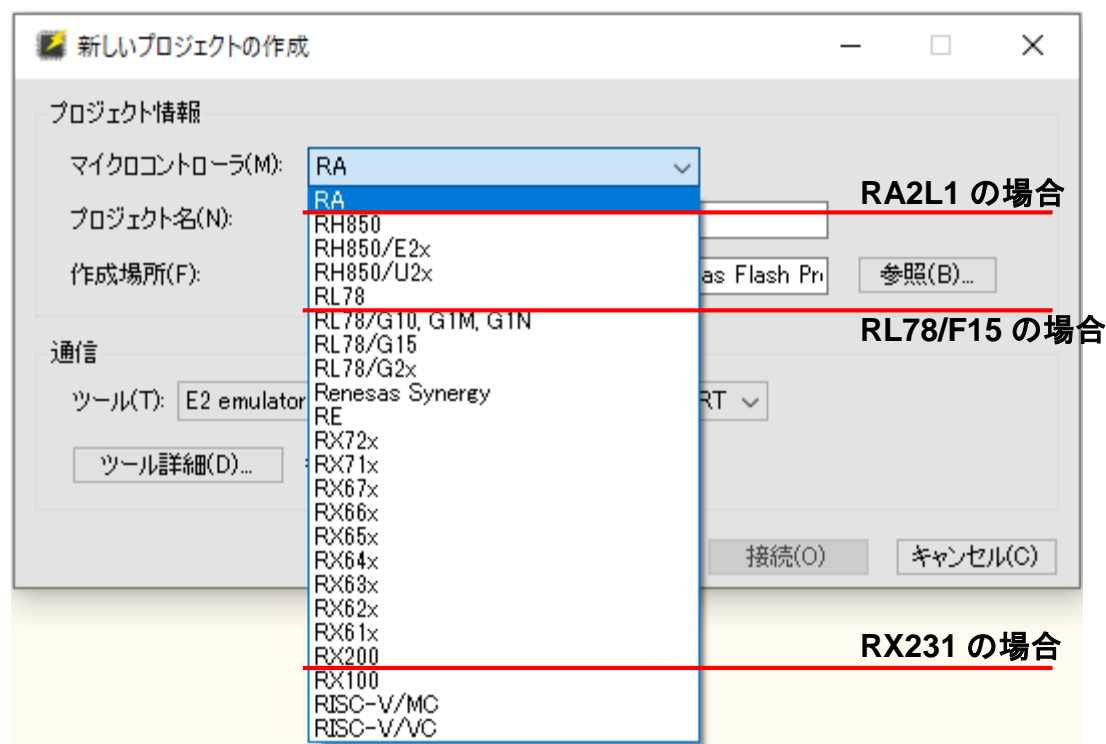 新しいプロジェクトの作成
プロジェクト情報
マイクロコントローラ(M): RA
プロジェクト名(N):
作成場所(F): as Flash Pr 参照(B)...
通信
ツール(T): E2 emulator RT
ツール詳細(D)...
接続(O) キャンセル(C)
RA
RH850
RH850/E2x
RH850/U2x
RL78
RL78/G10, G1M, G1N
RL78/G15
RL78/G2x
Renesas Synergy
RE
RX72x
RX71x
RX67x
RX66x
RX65x
RX64x
RX63x
RX62x
RX61x
RX200
RX100
RISC-V/MC
RISC-V/VC
RA2L1 の場合
RL78/F15 の場合
RX231 の場合